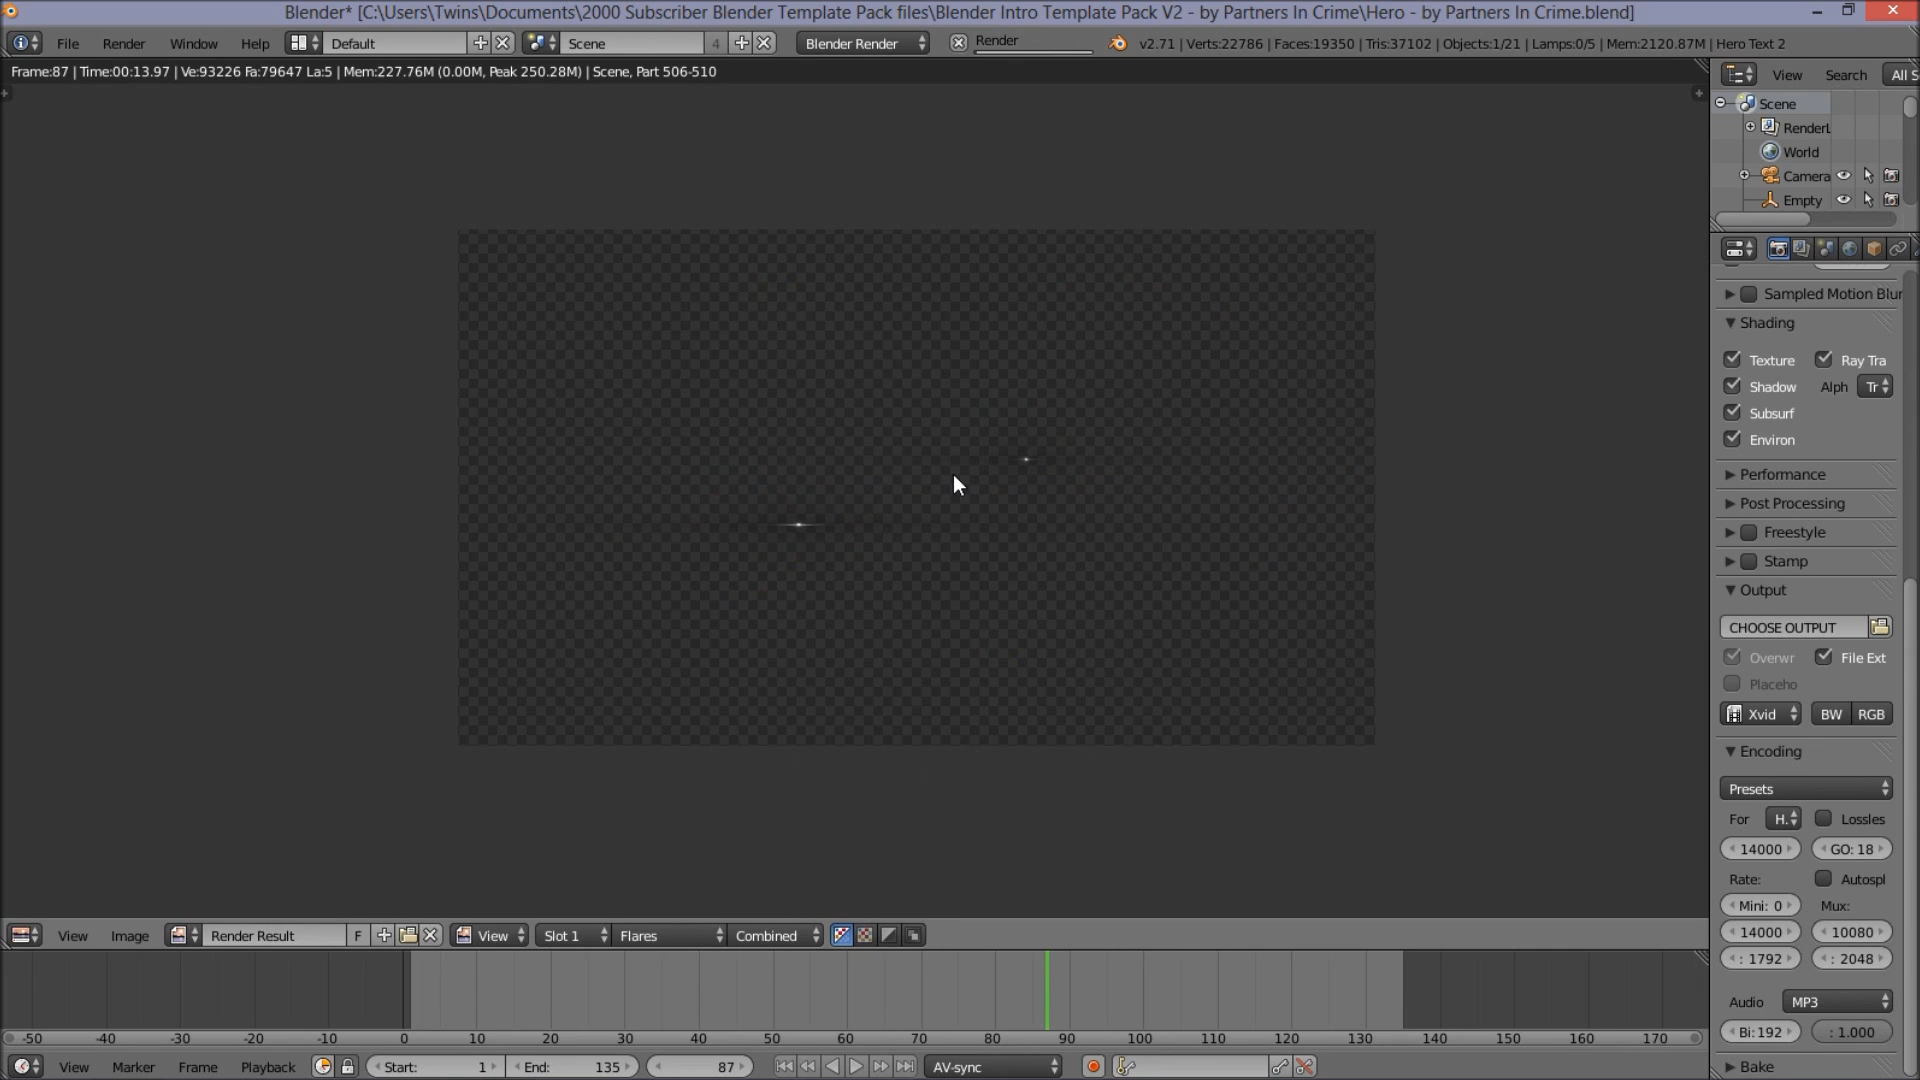 Blender* [C:\Users\Twins\Documents\2000 Subscriber Blender Template Pack files\Blender Intro Template Pack V2 - by Partners In Crime\Hero - by Partners In Crime.blend]
File Render Window Help Default Scene 4 Blender Render Render v2.71 | Verts:22786 | Faces:19350 | Tris:37102 | Objects:1/21 | Lamps:0/5 | Mem:2120.87M | Hero Text 2
Frame:87 | Time:00:13.97 | Ve:93226 Fa:79647 La:5 | Mem:227.76M (0.00M, Peak 250.28M) | Scene, Part 506-510
View Search All S
Scene
RenderL
World
Camera
Empty
Sampled Motion Blur
Shading
Texture Ray Tra
Shadow Alph Tr
Subsurf
Environ
Performance
Post Processing
Freestyle
Stamp
Output
CHOOSE OUTPUT
Overwr File Ext
Placeho
Xvid BW RGB
Encoding
Presets
For H. Lossles
14000 GO: 18
Rate: Autospl
Mini: 0 Mux:
14000 10080
: 1792 : 2048
Audio MP3
Bi: 192 : 1.000
Bake
View Image Render Result F View Slot 1 Flares Combined
-50 -40 -30 -20 -10 0 10 20 30 40 50 60 70 80 90 100 110 120 130 140 150 160 170
View Marker Frame Playback Start: 1 End: 135 87 AV-sync